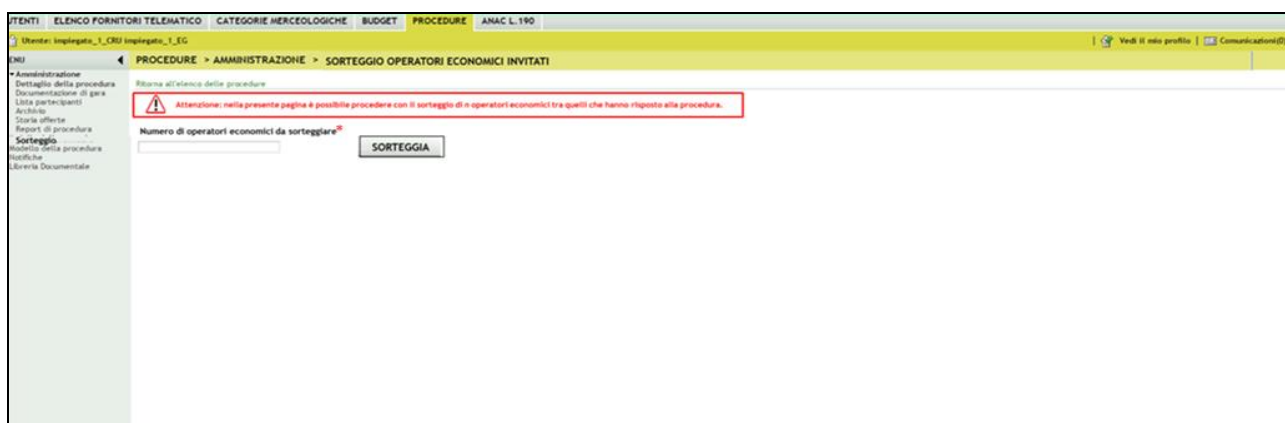 UTENTI ELENCO FORNITORI TELEMATICO CATEGORIE MERCEOLOGICHE BUDGET PROCEDURE ANAC L.190
Utente: impiegato_1_CRU impiegato_1_EG | Vedi il mio profilo | Comunicazioni(0)
ENU PROCEDURE > AMMINISTRAZIONE > SORTEGGIO OPERATORI ECONOMICI INVITATI
Amministrazione
Dettaglio della procedura
Documentazione di gara
Lista partecipanti
Archivio
Storia offerte
Report di procedura
Sorteggio
Modello della procedura
Notifiche
Libreria Documentale
Ritorna all'elenco delle procedure
Attenzione: nella presente pagina è possibile procedere con il sorteggio di n operatori economici tra quelli che hanno risposto alla procedura.
Numero di operatori economici da sorteggiare*
SORTEGGIA